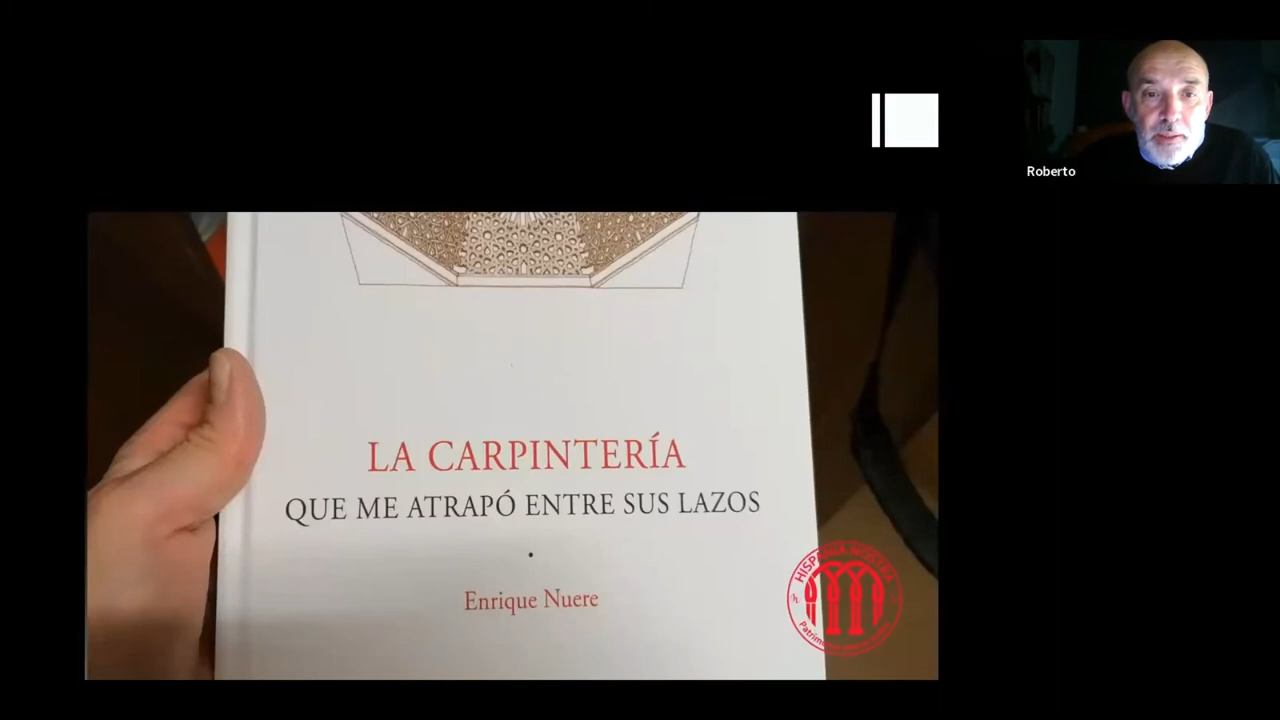 Roberto
LA CARPINTERÍA
QUE ME ATRAPÓ ENTRE SUS LAZOS
•
Enrique Nuere
HISPANIA NOSTRA